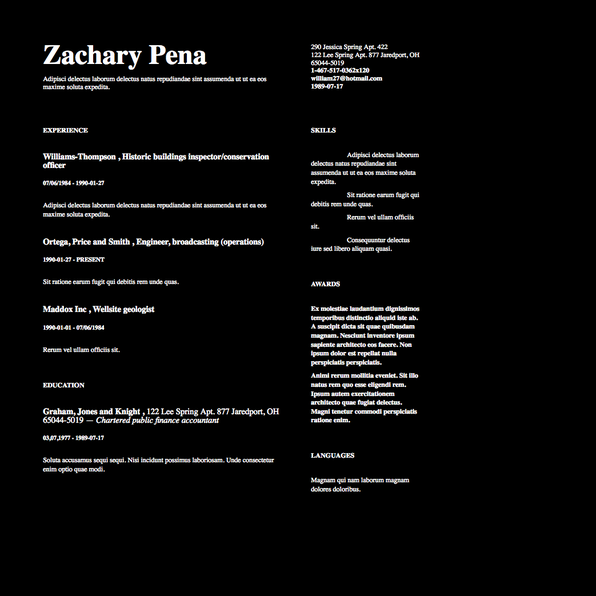 Zachary Pena
Adipisci delectus laborum delectus natus repudiandae sint assumenda ut ut ea eos
maxime soluta expedita.
290 Jessica Spring Apt. 422
122 Lee Spring Apt. 877 Jaredport, OH
65044-5019
1-467-517-0362x120
william27@hotmail.com
1989-07-17
EXPERIENCE
Williams-Thompson , Historic buildings inspector/conservation
officer
07/06/1984 - 1990-01-27
Adipisci delectus laborum delectus natus repudiandae sint assumenda ut ut ea eos
maxime soluta expedita.
Ortega, Price and Smith , Engineer, broadcasting (operations)
1990-01-27 - PRESENT
Sit ratione earum fugit qui debitis rem unde quas.
Maddox Inc , Wellsite geologist
1990-01-01 - 07/06/1984
Rerum vel ullam officiis sit.
EDUCATION
Graham, Jones and Knight , 122 Lee Spring Apt. 877 Jaredport, OH
65044-5019 — Chartered public finance accountant
03,07,1977 - 1989-07-17
Soluta accusamus sequi sequi. Nisi incidunt possimus laboriosam. Unde consectetur
enim optio quae modi.
SKILLS
Adipisci delectus laborum
delectus natus repudiandae sint
assumenda ut ut ea eos maxime soluta
expedita.
Sit ratione earum fugit qui
debitis rem unde quas.
Rerum vel ullam officiis
sit.
Consequuntur delectus
iure sed libero aliquam quasi.
AWARDS
Ex molestiae laudantium dignissimos
temporibus distinctio aliquid iste ab.
A suscipit dicta sit quae quibusdam
magnam. Nesciunt inventore ipsum
sapiente architecto eos facere. Non
ipsum dolor est repellat nulla
perspiciatis perspiciatis.
Animi rerum mollitia eveniet. Sit illo
natus rem quo esse eligendi rem.
Ipsum autem exercitationem
architecto quae fugiat delectus.
Magni tenetur commodi perspiciatis
ratione enim.
LANGUAGES
Magnam qui nam laborum magnam
dolores doloribus.